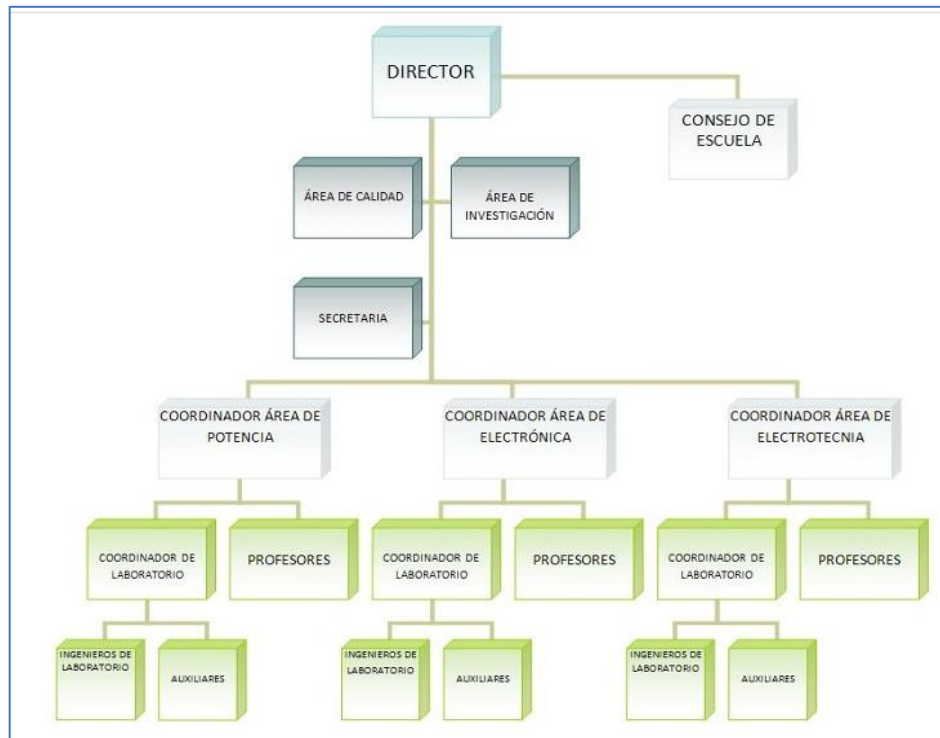 DIRECTOR
CONSEJO DE
ESCUELA
ÁREA DE CALIDAD
ÁREA DE
INVESTIGACIÓN
SECRETARIA
COORDINADOR ÁREA DE
POTENCIA
COORDINADOR ÁREA DE
ELECTRÓNICA
COORDINADOR ÁREA DE
ELECTROTECNIA
COORDINADOR DE
LABORATORIO
PROFESORES
COORDINADOR DE
LABORATORIO
PROFESORES
COORDINADOR DE
LABORATORIO
PROFESORES
INGENIEROS DE
LABORATORIO
AUXILIARES
INGENIEROS DE
LABORATORIO
AUXILIARES
INGENIEROS DE
LABORATORIO
AUXILIARES